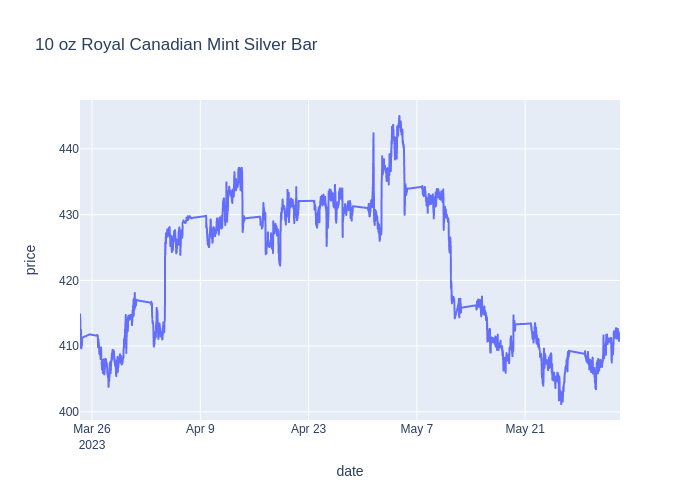 10 oz Royal Canadian Mint Silver Bar
440
430
420
410
400
price
Mar 26
2023
Apr 9
Apr 23
May 7
May 21
date